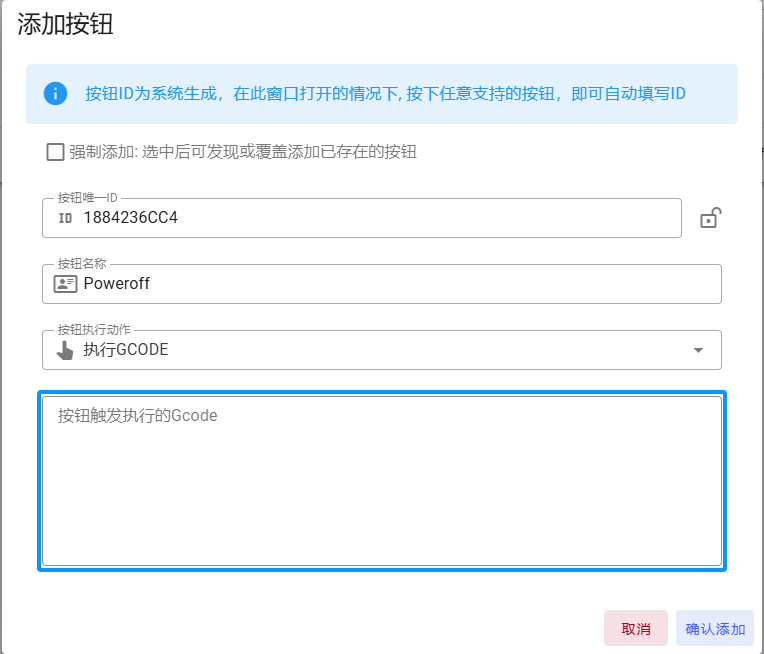 添加按钮
按钮ID为系统生成，在此窗口打开的情况下, 按下任意支持的按钮，即可自动填写ID
强制添加: 选中后可发现或覆盖添加已存在的按钮
按钮唯一ID
ID 1884236CC4
按钮名称
Poweroff
按钮执行动作
执行GCODE
按钮触发执行的Gcode
取消 确认添加